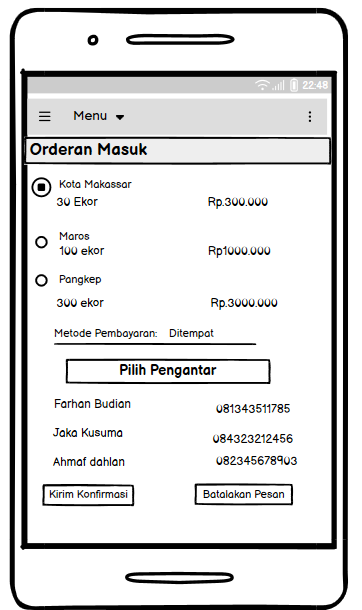 22:48
Menu
Orderan Masuk
Kota Makassar
30 Ekor Rp.300.000
Maros
100 ekor Rp1000.000
Pangkep
300 ekor Rp.3000.000
Metode Pembayaran: Ditempat
Pilih Pengantar
Farhan Budian 081343511785
Jaka Kusuma 084323212456
Ahmaf dahlan 082345678903
Kirim Konfirmasi Batalakan Pesan